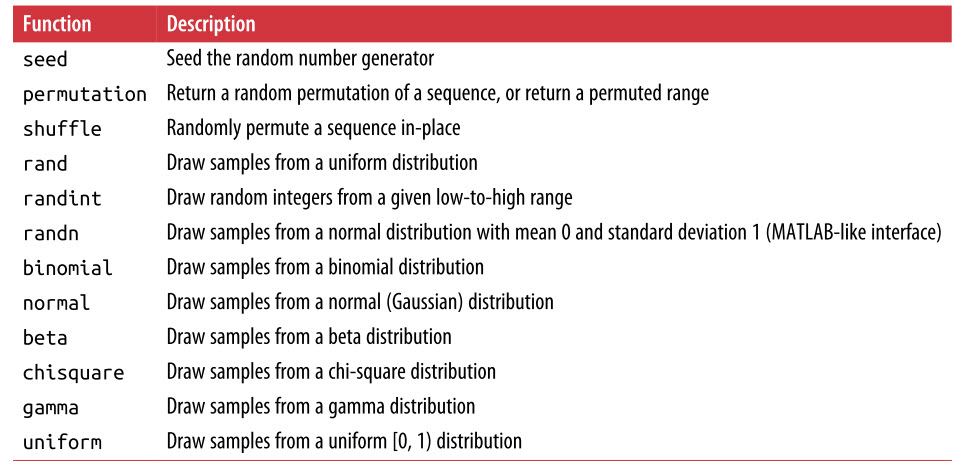 Function Description
seed Seed the random number generator
permutation Return a random permutation of a sequence, or return a permuted range
shuffle Randomly permute a sequence in-place
rand Draw samples from a uniform distribution
randint Draw random integers from a given low-to-high range
randn Draw samples from a normal distribution with mean 0 and standard deviation 1 (MATLAB-like interface)
binomial Draw samples from a binomial distribution
normal Draw samples from a normal (Gaussian) distribution
beta Draw samples from a beta distribution
chisquare Draw samples from a chi-square distribution
gamma Draw samples from a gamma distribution
uniform Draw samples from a uniform [0, 1) distribution